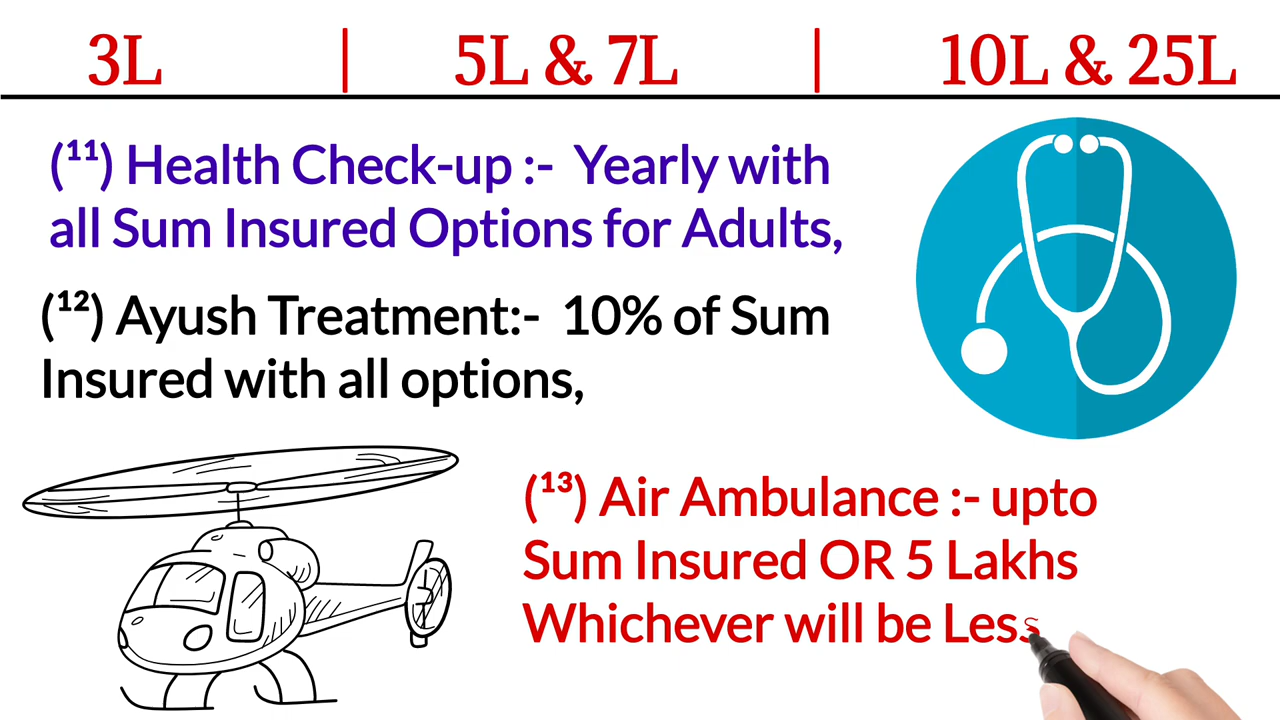 3L | 5L & 7L | 10L & 25L
(¹¹) Health Check-up :- Yearly with
all Sum Insured Options for Adults,
(¹²) Ayush Treatment:- 10% of Sum
Insured with all options,
(¹³) Air Ambulance :- upto
Sum Insured OR 5 Lakhs
Whichever will be Less